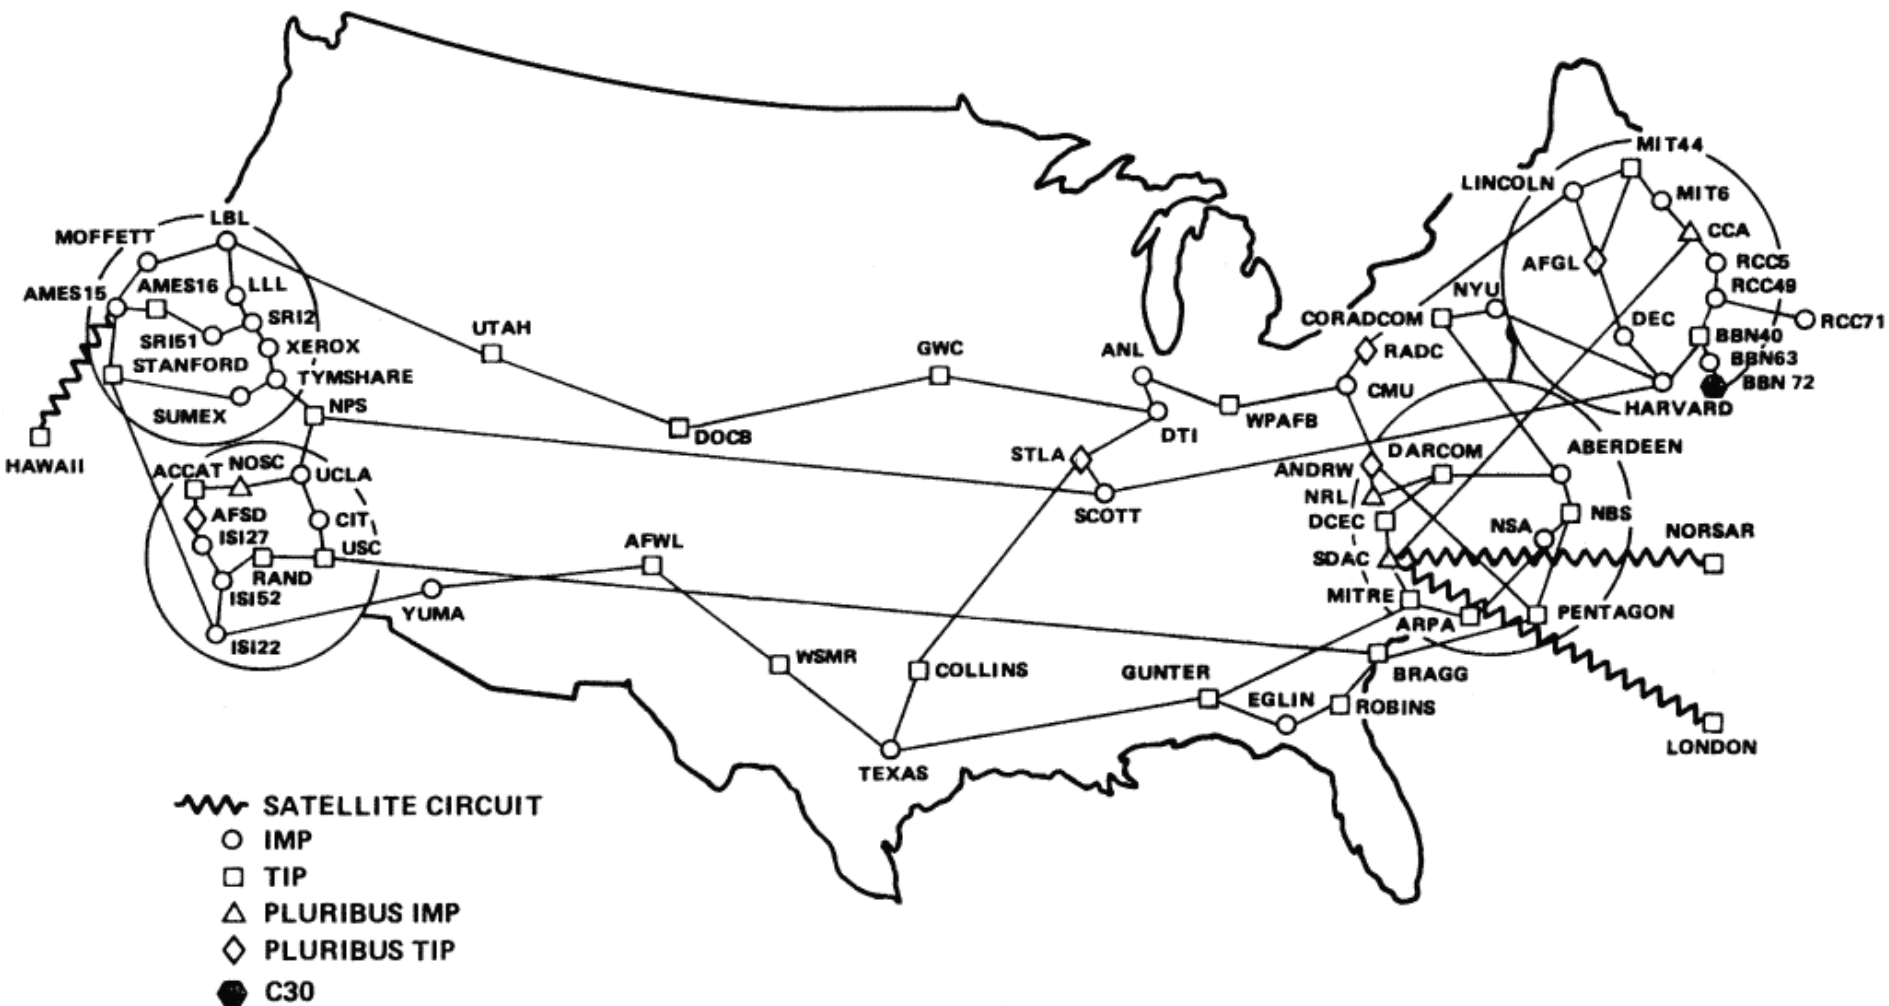 MIT44
LINCOLN
MIT6
LBL
MOFFETT
CCA
AFGL
RCC5
AMES15
AMES16
LLL
RCC49
NYU
SRI2
CORADCOM
DEC
RCC71
UTAH
SRI51
XEROX
BBN40
STANFORD
GWC
ANL
RADC
BBN63
TYMSHARE
BBN 72
SUMEX
NPS
CMU
HARVARD
WPAFB
DOCB
DTI
HAWAII
ACCAT
NOSC
UCLA
STLA
ANDRW
DARCOM
ABERDEEN
NRL
SCOTT
AFSD
CIT
DCEC
NSA
NBS
ISI27
AFWL
USC
SDAC
NORSAR
RAND
ISI52
YUMA
MITRE
ARPA
PENTAGON
ISI22
WSMR
COLLINS
GUNTER
BRAGG
EGLIN
ROBINS
LONDON
TEXAS
SATELLITE CIRCUIT
IMP
TIP
PLURIBUS IMP
PLURIBUS TIP
C30